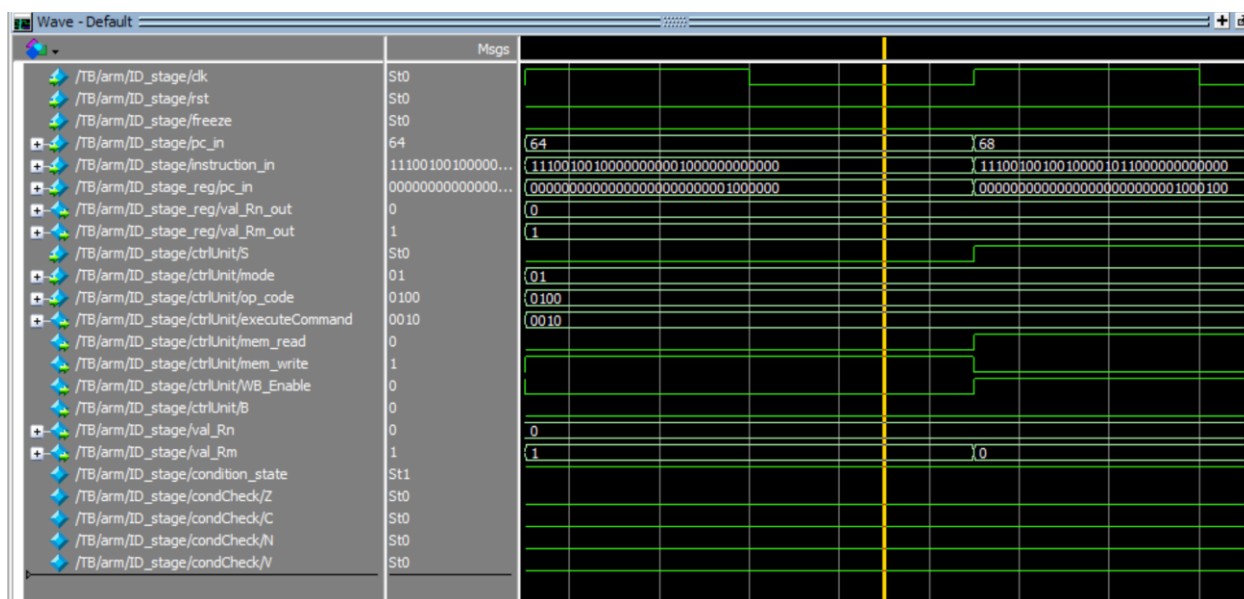 Wave - Default
Msgs
/TB/arm/ID_stage/clk St0
/TB/arm/ID_stage/rst St0
/TB/arm/ID_stage/freeze St0
/TB/arm/ID_stage/pc_in 64 64 68
/TB/arm/ID_stage/instruction_in 11100100100000... 11100100100000000001000000000000 11100100100100001011000000000000
/TB/arm/ID_stage_reg/pc_in 00000000000000... 00000000000000000000000001000000 00000000000000000000000001000100
/TB/arm/ID_stage_reg/val_Rn_out 0 0
/TB/arm/ID_stage_reg/val_Rm_out 1 1
/TB/arm/ID_stage/ctrlUnit/S St0
/TB/arm/ID_stage/ctrlUnit/mode 01 01
/TB/arm/ID_stage/ctrlUnit/op_code 0100 0100
/TB/arm/ID_stage/ctrlUnit/executeCommand 0010 0010
/TB/arm/ID_stage/ctrlUnit/mem_read 0
/TB/arm/ID_stage/ctrlUnit/mem_write 1
/TB/arm/ID_stage/ctrlUnit/WB_Enable 0
/TB/arm/ID_stage/ctrlUnit/B 0
/TB/arm/ID_stage/val_Rn 0 0
/TB/arm/ID_stage/val_Rm 1 1 0
/TB/arm/ID_stage/condition_state St1
/TB/arm/ID_stage/condCheck/Z St0
/TB/arm/ID_stage/condCheck/C St0
/TB/arm/ID_stage/condCheck/N St0
/TB/arm/ID_stage/condCheck/V St0